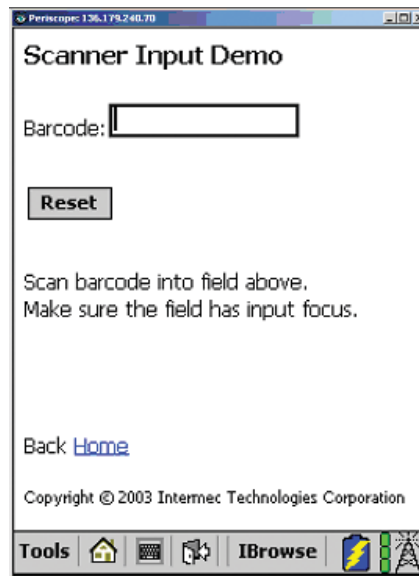 Periscope: 136.179.240.70
Scanner Input Demo
Barcode:
Reset
Scan barcode into field above.
Make sure the field has input focus.
Back Home
Copyright © 2003 Intermec Technologies Corporation
Tools IBrowse